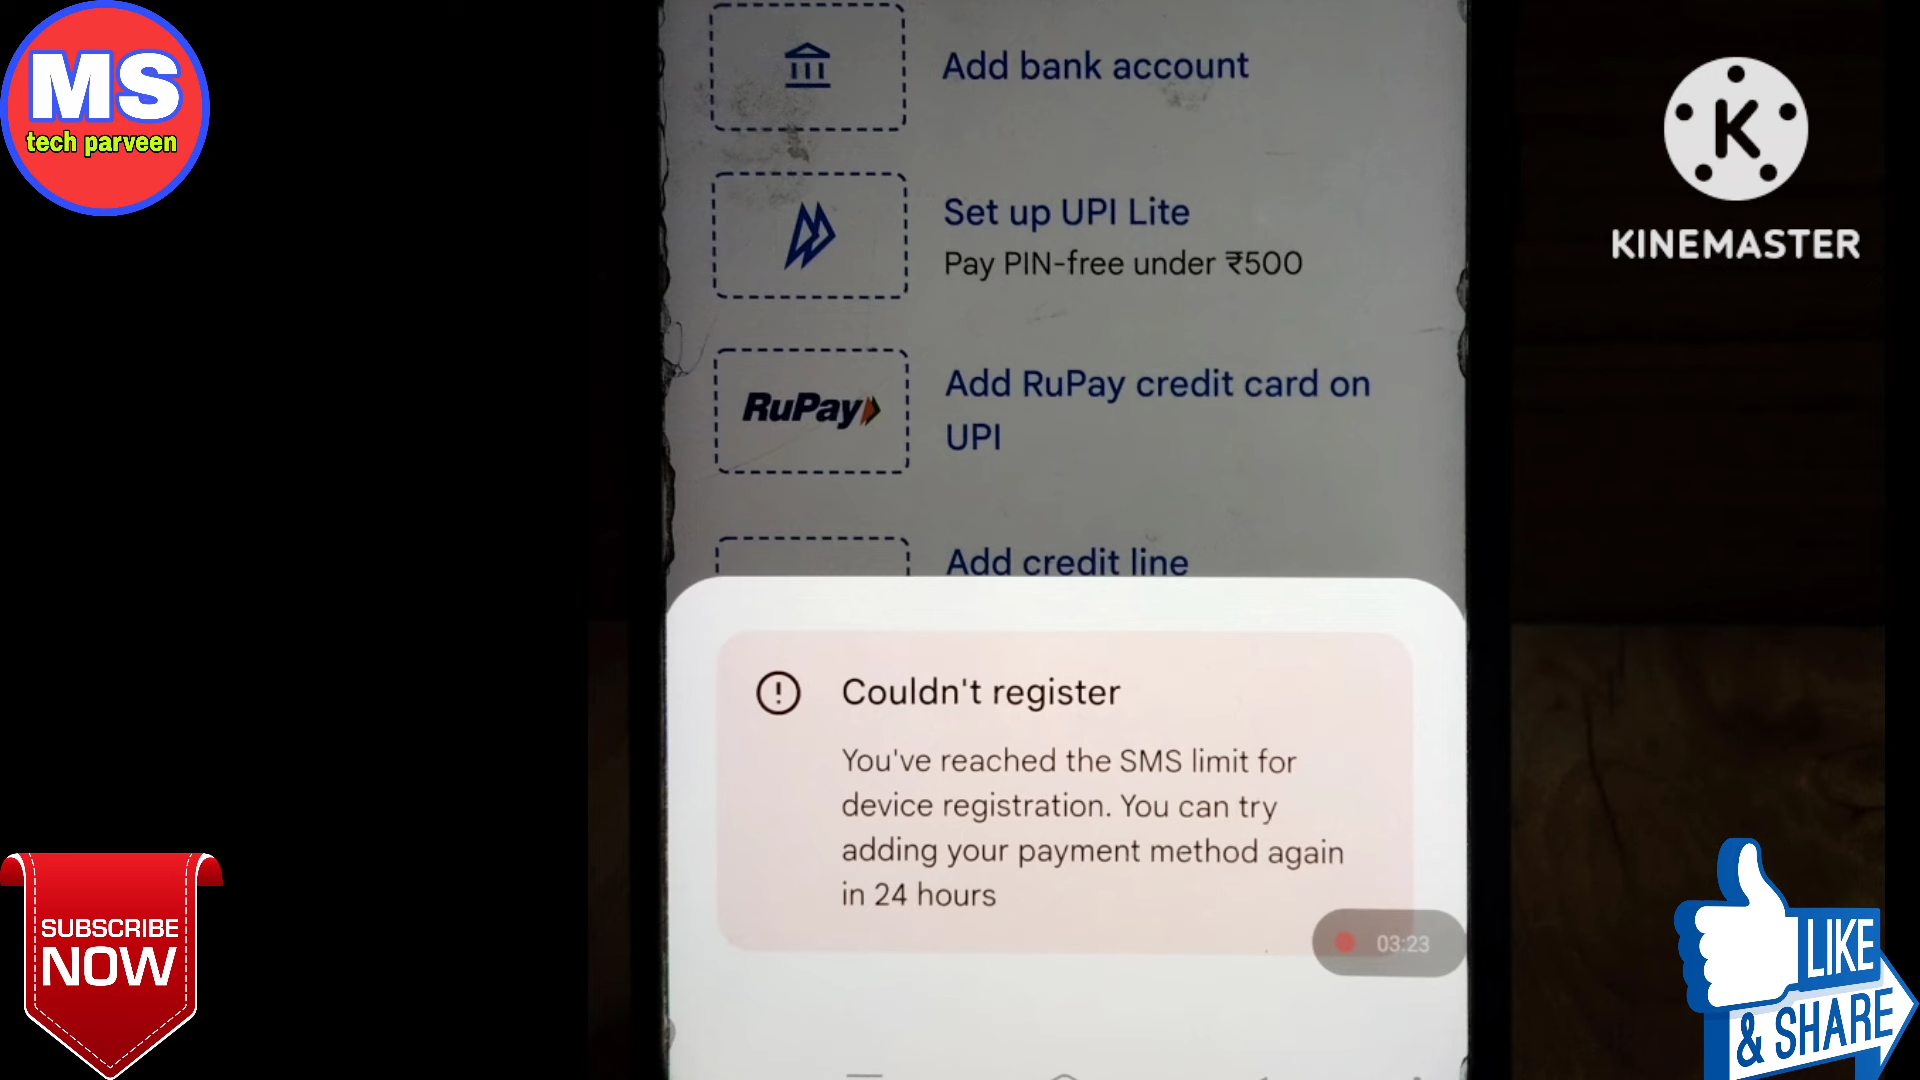 MS
tech parveen
Add bank account
Set up UPI Lite
Pay PIN-free under ₹500
RuPay
Add RuPay credit card on
UPI
Add credit line
Couldn't register
You've reached the SMS limit for
device registration. You can try
adding your payment method again
in 24 hours
03:23
K
KINEMASTER
SUBSCRIBE
NOW
LIKE
& SHARE